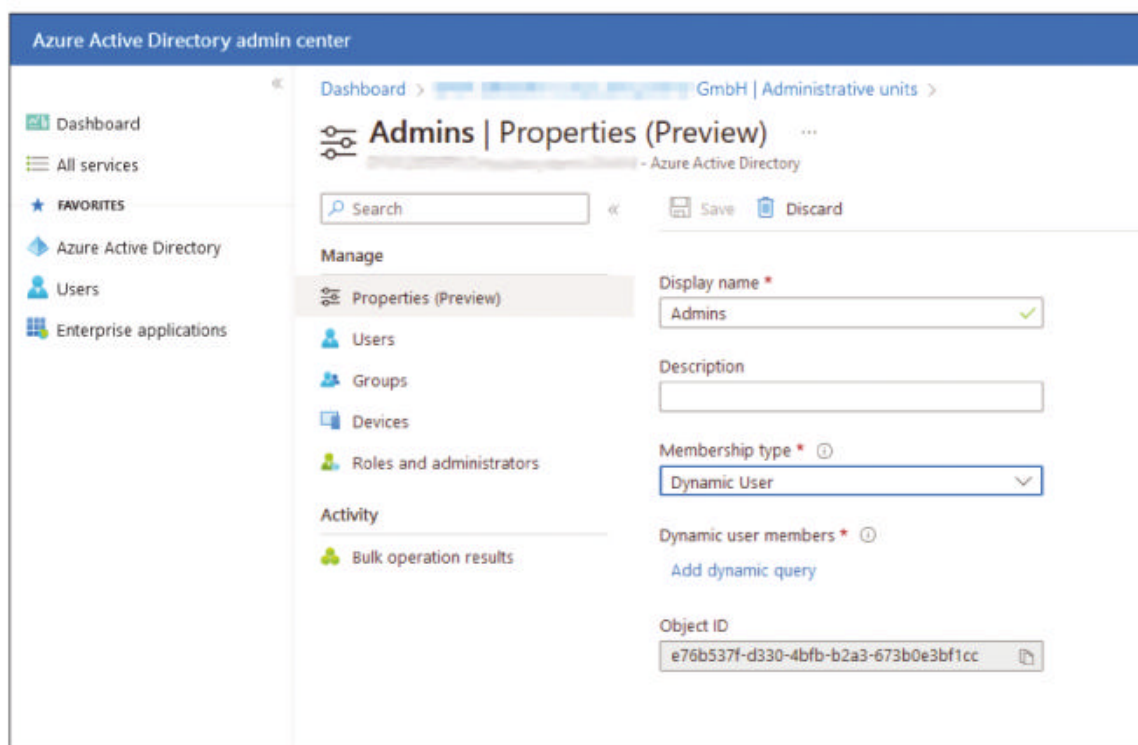 Azure Active Directory admin center
Dashboard
All services
FAVORITES
Azure Active Directory
Users
Enterprise applications
Dashboard > GmbH | Administrative units >
Admins | Properties (Preview) ...
- Azure Active Directory
Search
Manage
Properties (Preview)
Users
Groups
Devices
Roles and administrators
Activity
Bulk operation results
Save Discard
Display name *
Admins
Description
Membership type *
Dynamic User
Dynamic user members *
Add dynamic query
Object ID
e76b537f-d330-4bfb-b2a3-673b0e3bf1cc